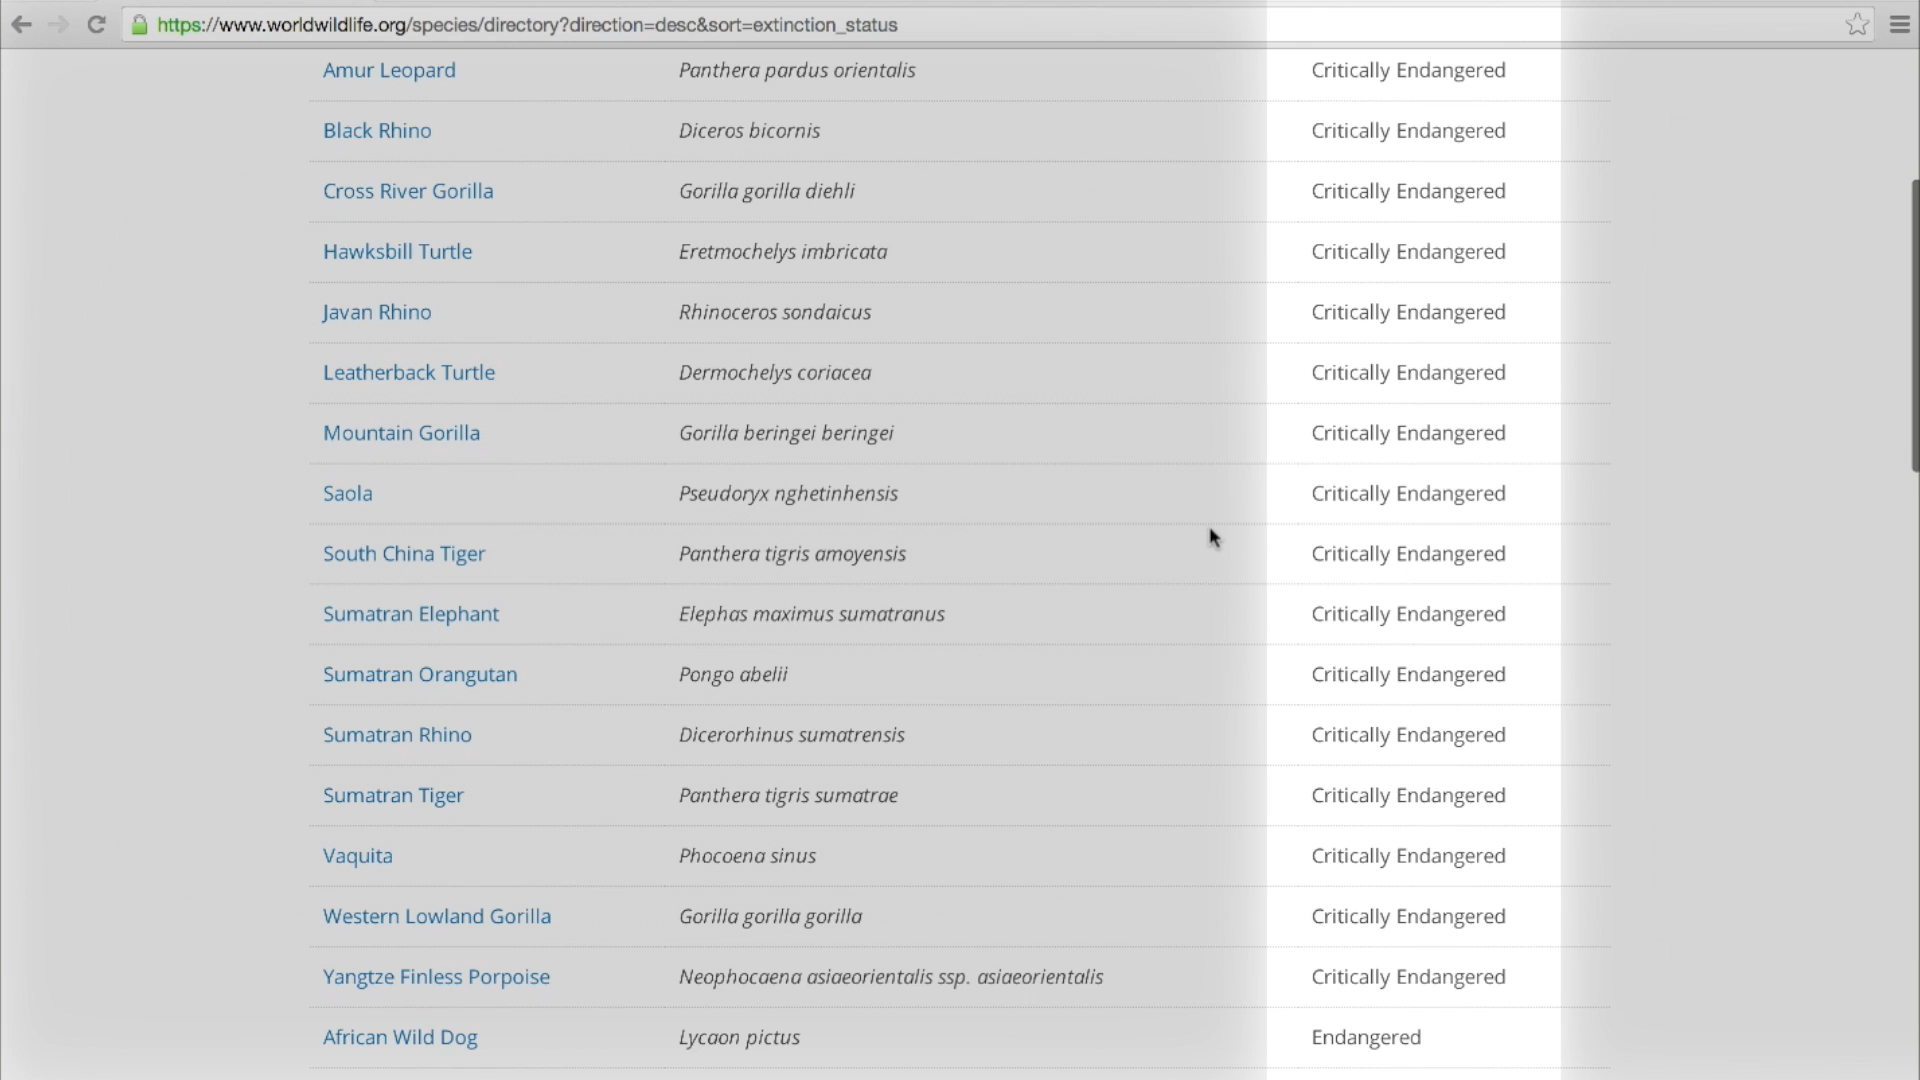 https://www.worldwildlife.org/species/directory?direction=desc&sort=extinction_status
Amur Leopard Panthera pardus orientalis Critically Endangered
Black Rhino Diceros bicornis Critically Endangered
Cross River Gorilla Gorilla gorilla diehli Critically Endangered
Hawksbill Turtle Eretmochelys imbricata Critically Endangered
Javan Rhino Rhinoceros sondaicus Critically Endangered
Leatherback Turtle Dermochelys coriacea Critically Endangered
Mountain Gorilla Gorilla beringei beringei Critically Endangered
Saola Pseudoryx nghetinhensis Critically Endangered
South China Tiger Panthera tigris amoyensis Critically Endangered
Sumatran Elephant Elephas maximus sumatranus Critically Endangered
Sumatran Orangutan Pongo abelii Critically Endangered
Sumatran Rhino Dicerorhinus sumatrensis Critically Endangered
Sumatran Tiger Panthera tigris sumatrae Critically Endangered
Vaquita Phocoena sinus Critically Endangered
Western Lowland Gorilla Gorilla gorilla gorilla Critically Endangered
Yangtze Finless Porpoise Neophocaena asiaeorientalis ssp. asiaeorientalis Critically Endangered
African Wild Dog Lycaon pictus Endangered